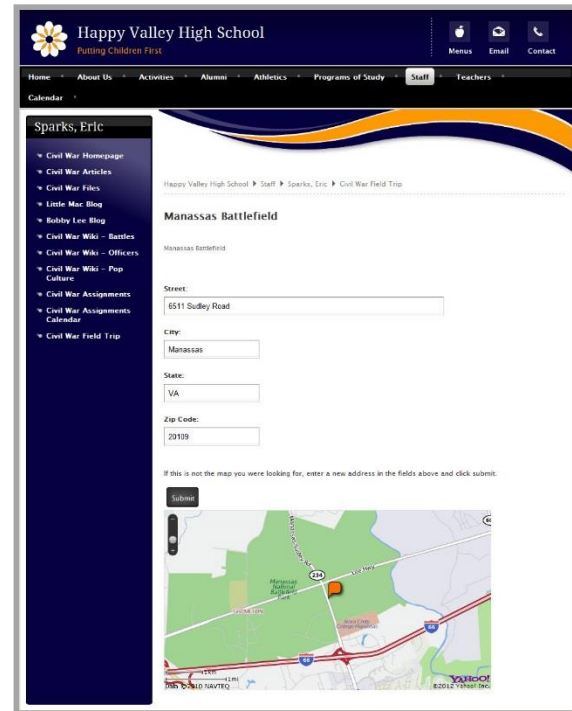 Happy Valley High School
Putting Children First
Menus Email Contact
Home About Us Activities Alumni Athletics Programs of Study Staff Teachers
Calendar
Sparks, Eric
Civil War Homepage
Civil War Articles
Civil War Files
Little Mac Blog
Bobby Lee Blog
Civil War Wiki - Battles
Civil War Wiki - Officers
Civil War Wiki - Pop
Culture
Civil War Assignments
Civil War Assignments
Calendar
Civil War Field Trip
Happy Valley High School Staff Sparks, Eric Civil War Field Trip
Manassas Battlefield
Manassas Battlefield
Street:
6511 Sudley Road
City:
Manassas
State:
VA
Zip Code:
20109
If this is not the map you were looking for, enter a new address in the fields above and click submit.
Submit
234
Lee Hwy
Manassas
National
Battlefield
Park
66
66
YAHOO!
NAVTEQ
©2012 Yahoo! Inc.